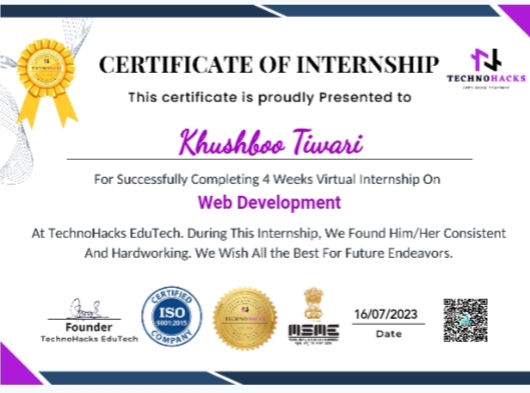 CERTIFICATE OF INTERNSHIP
TECHNOHACKS
This certificate is proudly Presented to
Khushboo Tiwari
For Successfully Completing 4 Weeks Virtual Internship On
Web Development
At TechnoHacks EduTech. During This Internship, We Found Him/Her Consistent
And Hardworking. We Wish All the Best For Future Endeavors.
CERTIFIED
ISO
9001:2015
COMPANY
TECHNOHACKS
MSME
16/07/2023
Founder
Date
TechnoHacks EduTech